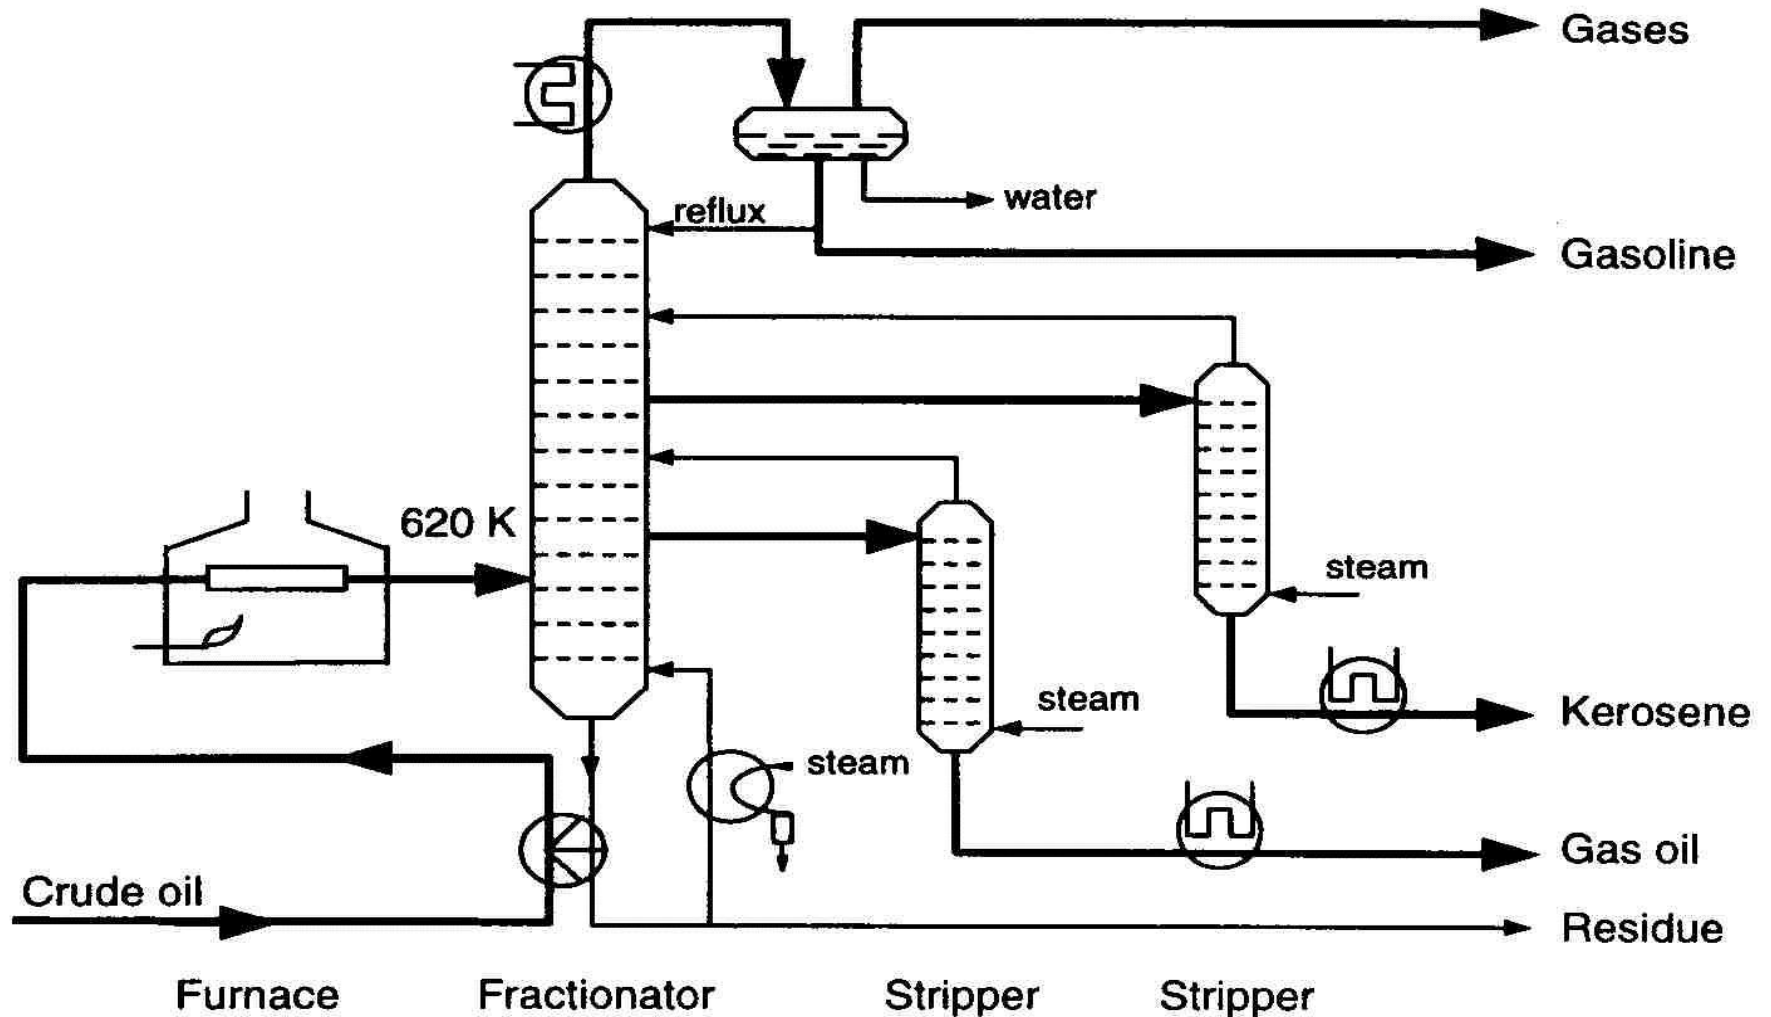 Gases
water
reflux
Gasoline
620 K
steam
steam
Kerosene
steam
Gas oil
Crude oil
Residue
Furnace
Fractionator
Stripper
Stripper